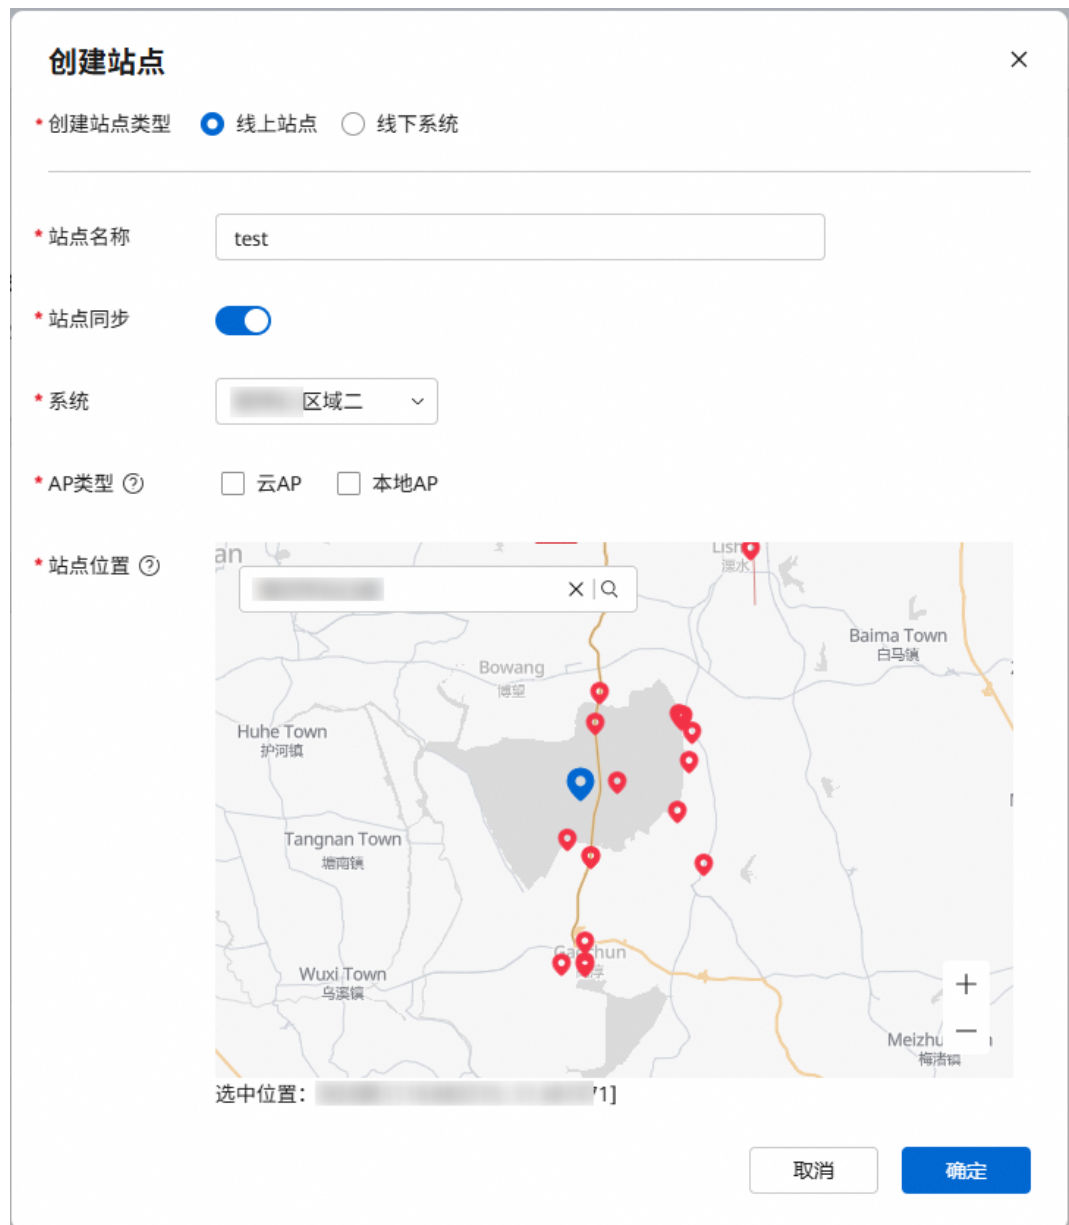 创建站点
* 创建站点类型 线上站点 线下系统
* 站点名称 test
* 站点同步
* 系统 区域二
* AP类型 云AP 本地AP
* 站点位置
an
溧水
Baima Town
白马镇
Bowang
博望
Huhe Town
护河镇
Tangnan Town
塘南镇
Wuxi Town
乌溪镇
梅渚镇
选中位置： 71]
取消 确定